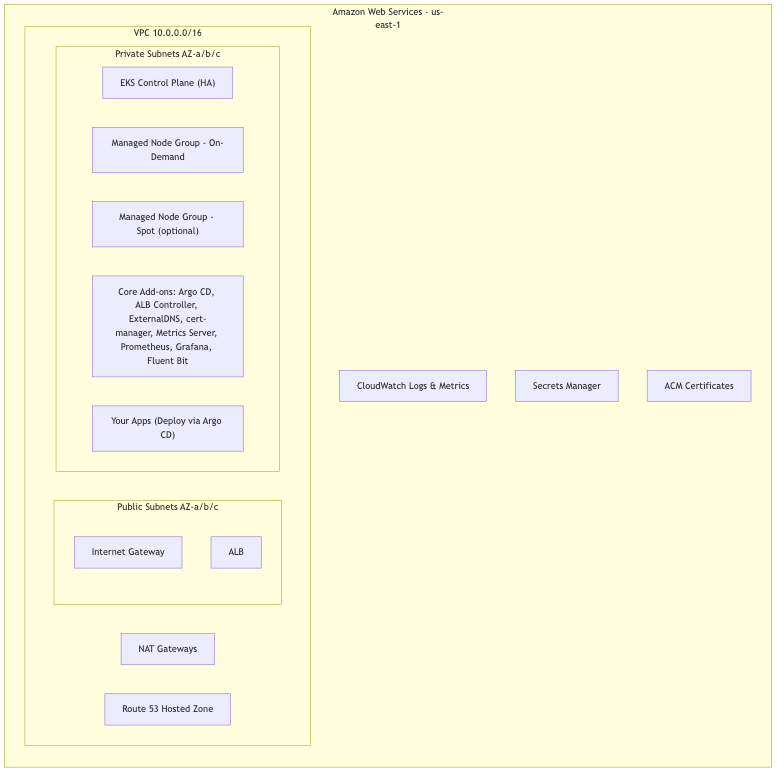 Amazon Web Services - us-
east-1
VPC 10.0.0.0/16
Private Subnets AZ-a/b/c
EKS Control Plane (HA)
Managed Node Group - On-
Demand
Managed Node Group -
Spot (optional)
Core Add-ons: Argo CD,
ALB Controller,
ExternalDNS, cert-
manager, Metrics Server,
Prometheus, Grafana,
Fluent Bit
Your Apps (Deploy via Argo
CD)
CloudWatch Logs & Metrics
Secrets Manager
ACM Certificates
Public Subnets AZ-a/b/c
Internet Gateway
ALB
NAT Gateways
Route 53 Hosted Zone